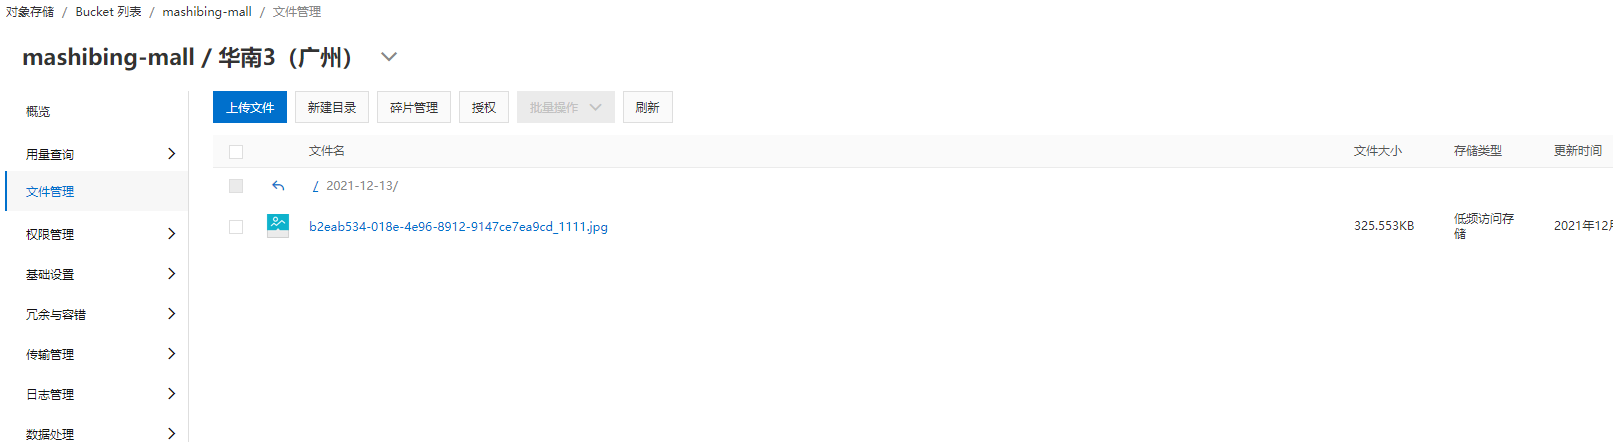 对象存储 / Bucket 列表 / mashibing-mall / 文件管理
mashibing-mall / 华南3（广州）
概览
用量查询
文件管理
权限管理
基础设置
冗余与容错
传输管理
日志管理
数据处理
上传文件 新建目录 碎片管理 授权 批量操作 刷新
文件名 文件大小 存储类型 更新时间
/ 2021-12-13/
b2eab534-018e-4e96-8912-9147ce7ea9cd_1111.jpg 325.553KB 低频访问存
储
2021年12月